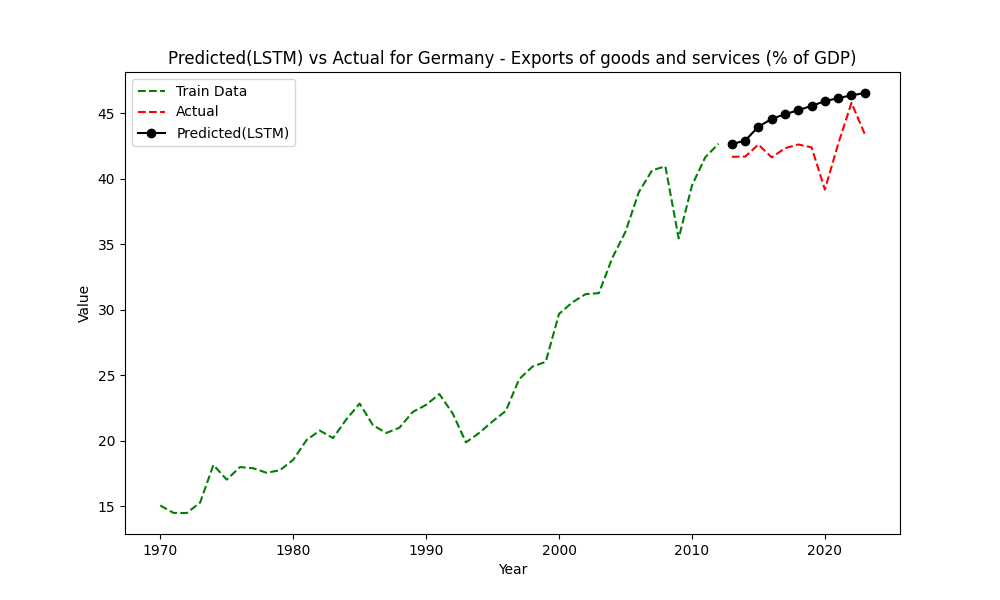 Predicted(LSTM) vs Actual for Germany - Exports of goods and services (% of GDP)
Train Data
Actual
Predicted(LSTM)
45
40
35
30
25
20
15
Value
1970 1980 1990 2000 2010 2020
Year